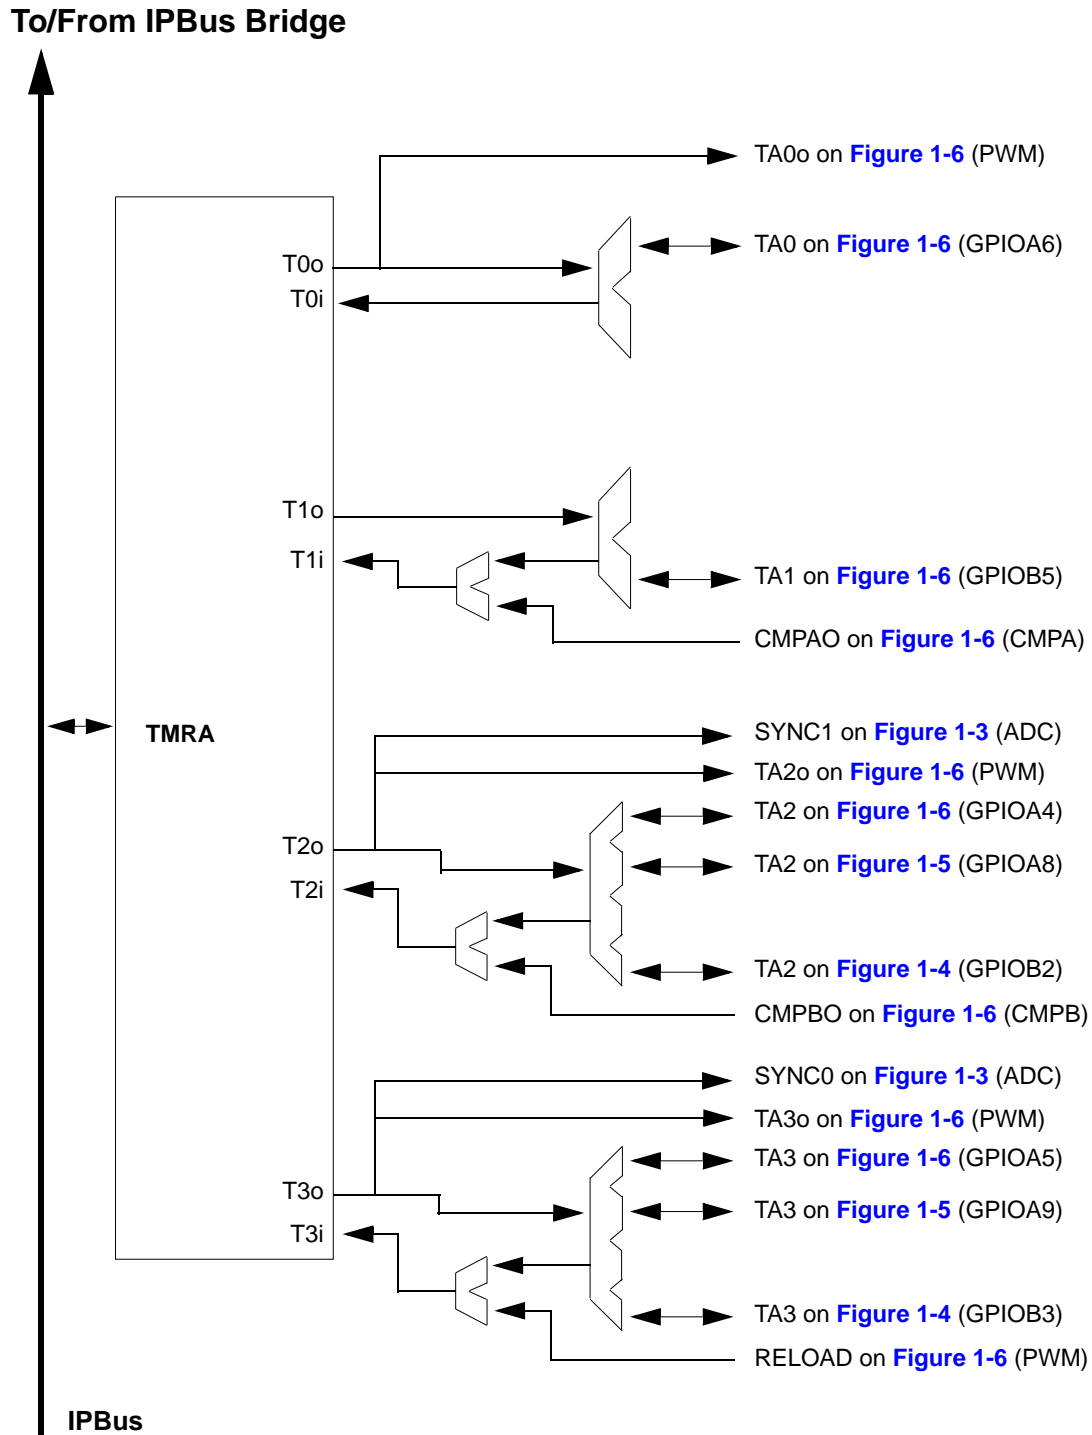 To/From IPBus Bridge
TA0o on Figure 1-6 (PWM)
TA0 on Figure 1-6 (GPIOA6)
T0o
T0i
T1o
T1i
TA1 on Figure 1-6 (GPIOB5)
CMPAO on Figure 1-6 (CMPA)
TMRA
SYNC1 on Figure 1-3 (ADC)
TA2o on Figure 1-6 (PWM)
TA2 on Figure 1-6 (GPIOA4)
T2o
TA2 on Figure 1-5 (GPIOA8)
T2i
TA2 on Figure 1-4 (GPIOB2)
CMPBO on Figure 1-6 (CMPB)
SYNC0 on Figure 1-3 (ADC)
TA3o on Figure 1-6 (PWM)
TA3 on Figure 1-6 (GPIOA5)
T3o
TA3 on Figure 1-5 (GPIOA9)
T3i
TA3 on Figure 1-4 (GPIOB3)
RELOAD on Figure 1-6 (PWM)
IPBus